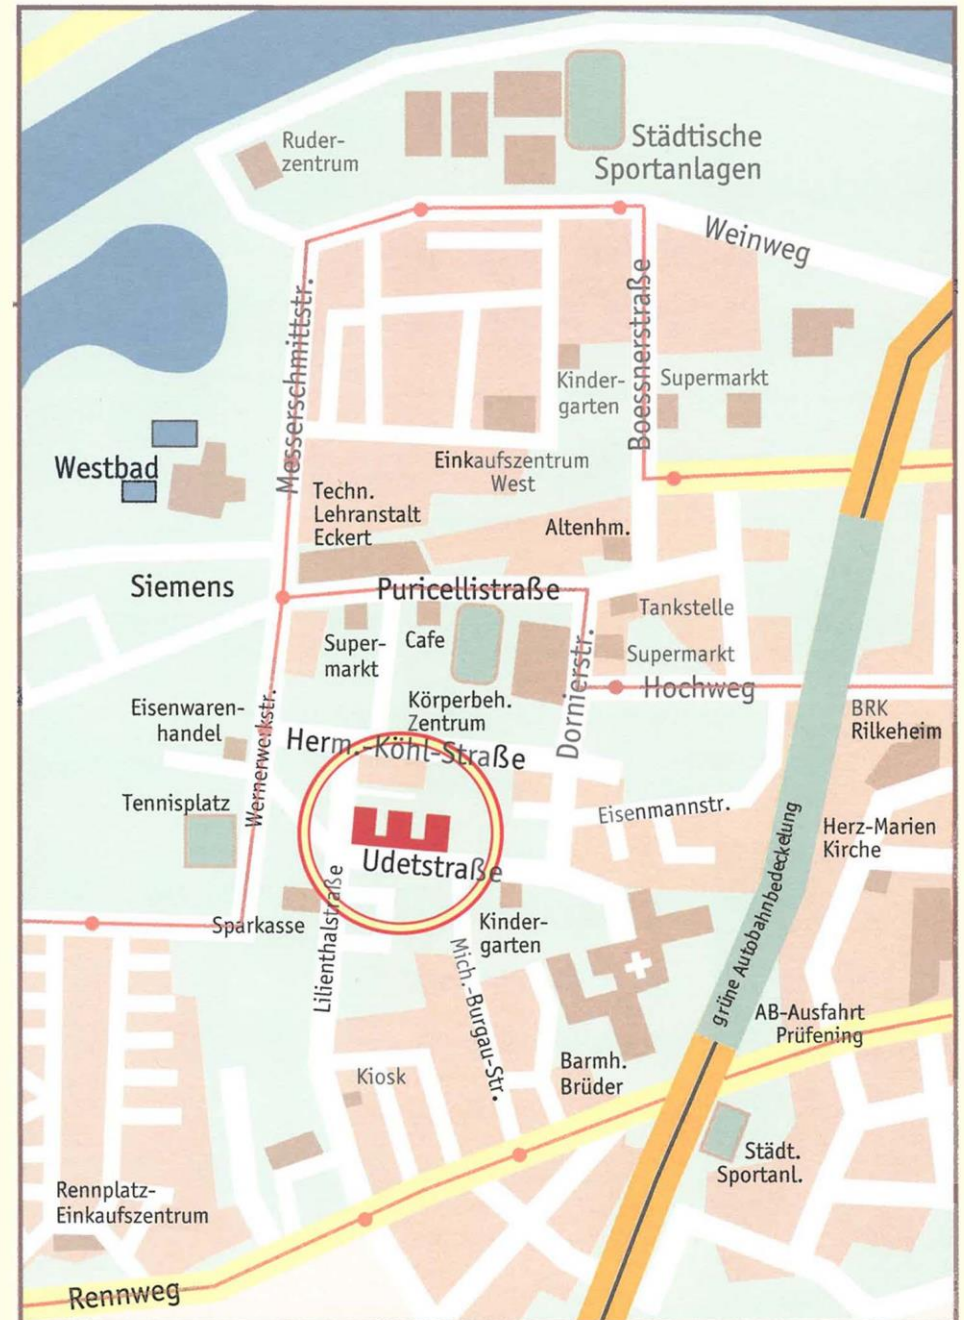 Ruder-
zentrum
Städtische
Sportanlagen
Weinweg
Messerschmittstr.
Boessnerstraße
Kinder-
garten
Supermarkt
Westbad
Einkaufszentrum
West
Techn.
Lehranstalt
Eckert
Altenhm.
Siemens
Puricellistraße
Tankstelle
Super-
markt
Cafe
Supermarkt
Dornierstr.
Hochweg
Körperbeh.
Zentrum
Eisenwaren-
handel
Wernerwerkstr.
Herm.-Köhl-Straße
BRK
Rilkeheim
Tennisplatz
Eisenmannstr.
Herz-Marien
Kirche
Udetstraße
grüne Autobahnbedeckelung
Sparkasse
Lilienthalstraße
Kinder-
garten
Mich.-Burgau-Str.
AB-Ausfahrt
Prüfening
Kiosk
Barmh.
Brüder
Städt.
Sportanl.
Rennplatz-
Einkaufszentrum
Rennweg